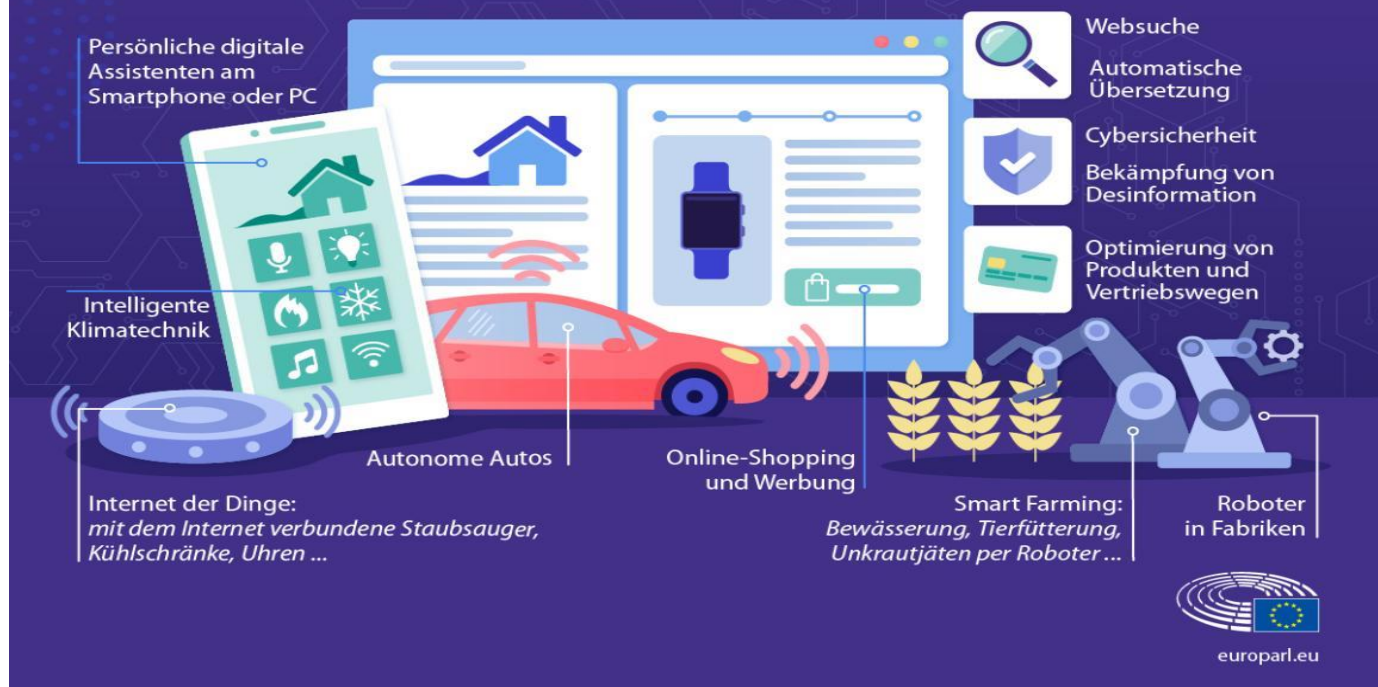 Persönliche digitale
Assistenten am
Smartphone oder PC
Websuche
Automatische
Übersetzung
Cybersicherheit
Bekämpfung von
Desinformation
Optimierung von
Produkten und
Vertriebswegen
Intelligente
Klimatechnik
Autonome Autos
Online-Shopping
und Werbung
Internet der Dinge:
mit dem Internet verbundene Staubsauger,
Kühlschränke, Uhren ...
Smart Farming:
Bewässerung, Tierfütterung,
Unkrautjäten per Roboter ...
Roboter
in Fabriken
europarl.eu